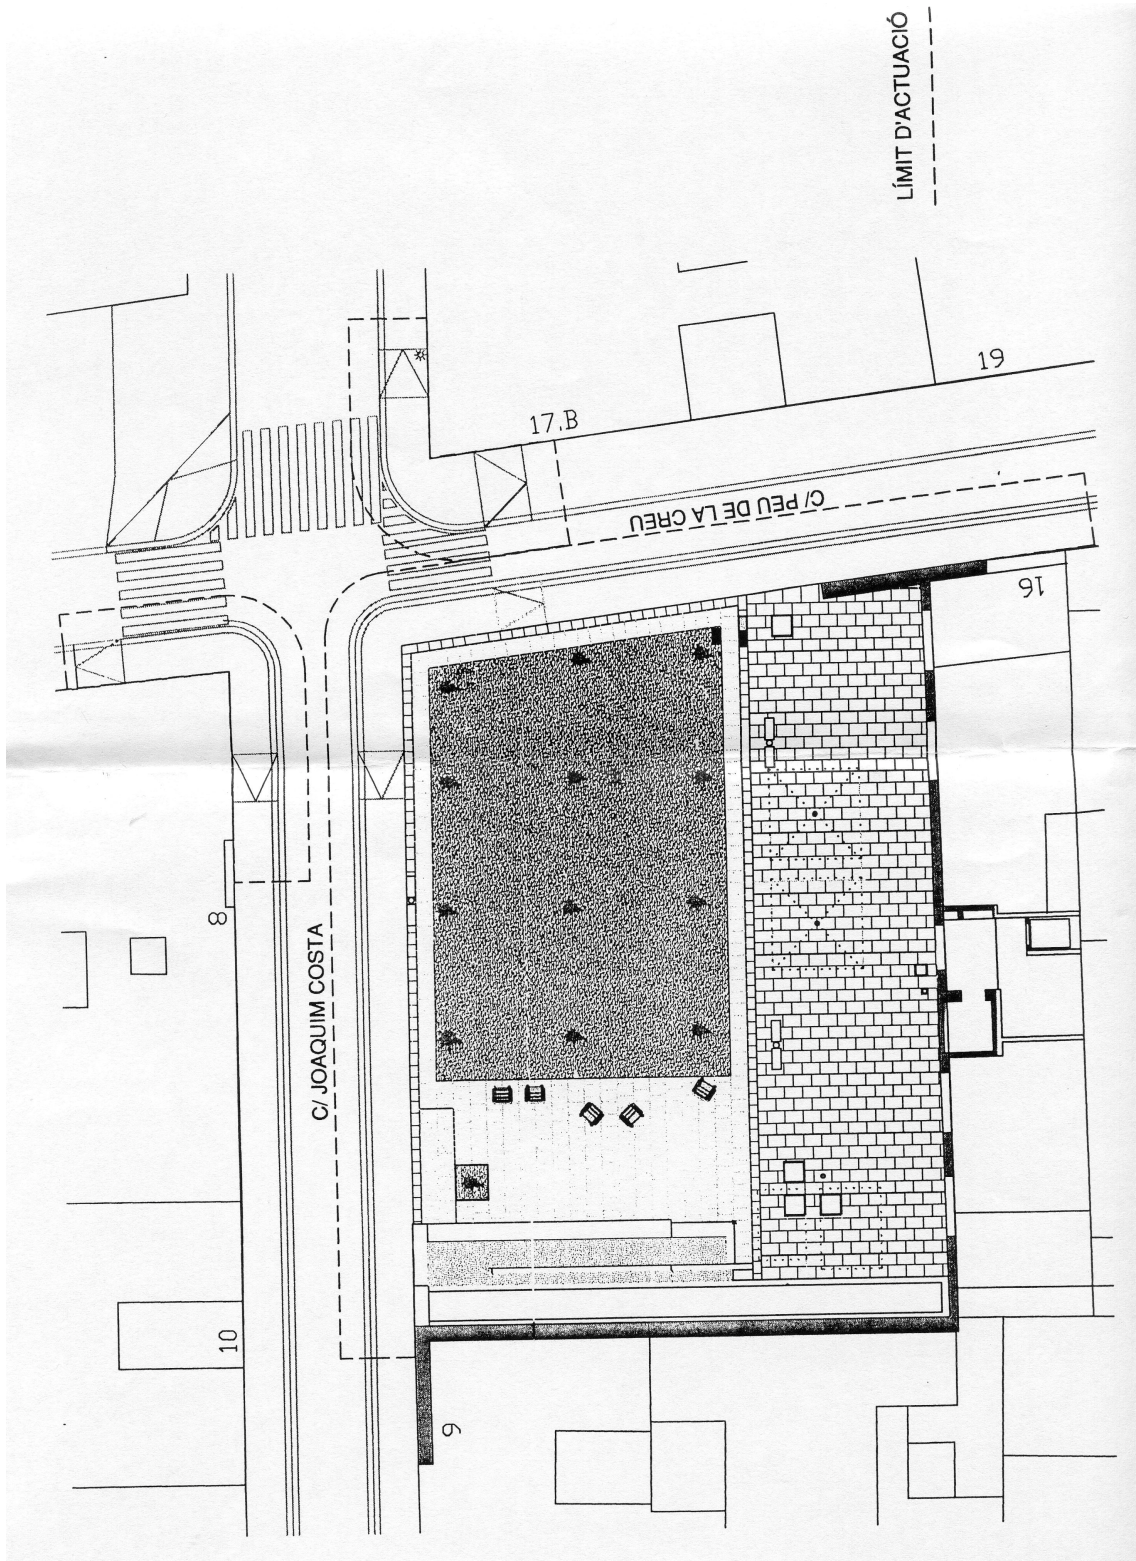 LÍMIT D'ACTUACIÓ
19
17.B
C/ PEU DE LA CREU
16
8
C/ JOAQUIM COSTA
10
9